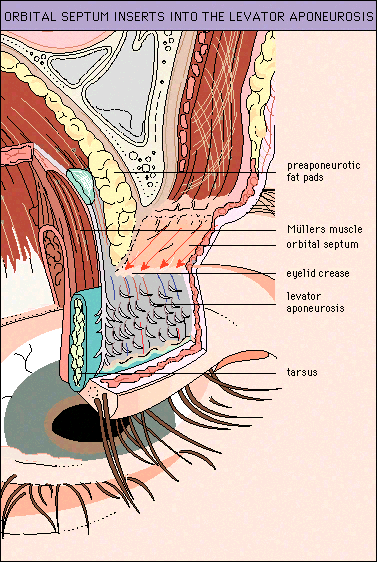 ORBITAL SEPTUM INSERTS INTO THE LEVATOR APONEUROSIS
preaponeurotic
fat pads
Müllers muscle
orbital septum
eyelid crease
levator
aponeurosis
tarsus